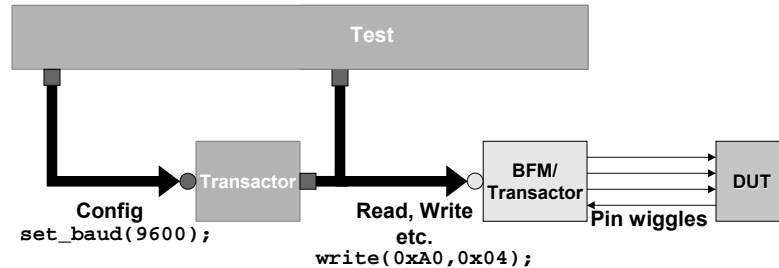 Test
Transactor
BFM/
Transactor
DUT
Config
set_baud(9600);
Read, Write
etc.
write(0xA0,0x04);
Pin wiggles